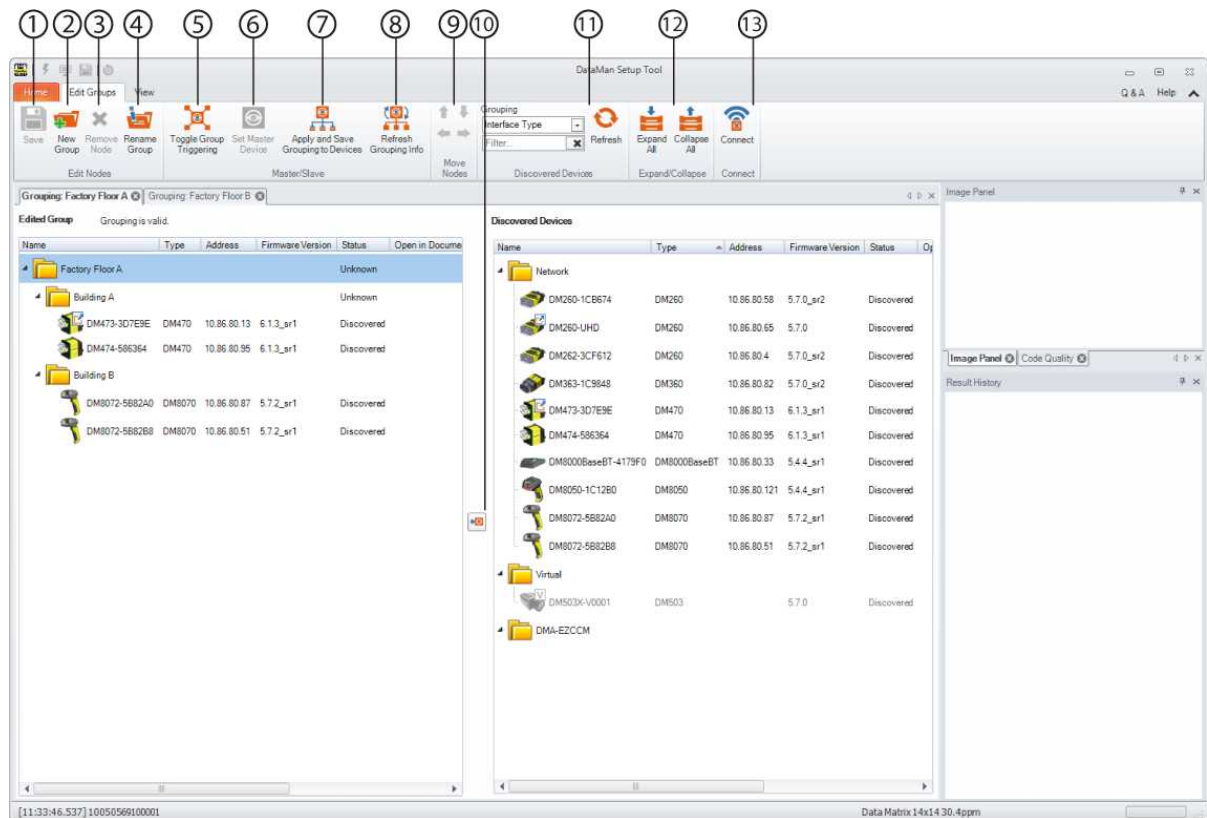 1 2 3 4 5 6 7 8 9 10 11 12 13
DataMan Setup Tool
Home Edit Groups View
Q & A Help
Save
New Group
Remove Node
Rename Group
Edit Nodes
Toggle Group Triggering
Set Master Device
Apply and Save Grouping to Devices
Refresh Grouping Info
Master/Slave
Move Nodes
Grouping
Interface Type
Filter...
Refresh
Discovered Devices
Expand All
Collapse All
Expand/Collapse
Connect
Connect
Grouping: Factory Floor A Grouping: Factory Floor B
Edited Group Grouping is valid.
Name Type Address Firmware Version Status Open in Docume
Factory Floor A Unknown
Building A Unknown
DM473-3D7E9E DM470 10.86.80.13 6.1.3_sr1 Discovered
DM474-586364 DM470 10.86.80.95 6.1.3_sr1 Discovered
Building B
DM8072-5B82A0 DM8070 10.86.80.87 5.7.2_sr1 Discovered
DM8072-5B82B8 DM8070 10.86.80.51 5.7.2_sr1 Discovered
Discovered Devices
Name Type Address Firmware Version Status Op
Network
DM260-1CB674 DM260 10.86.80.58 5.7.0_sr2 Discovered
DM260-UHD DM260 10.86.80.65 5.7.0 Discovered
DM262-3CF612 DM260 10.86.80.4 5.7.0_sr2 Discovered
DM363-1C9848 DM360 10.86.80.82 5.7.0_sr2 Discovered
DM473-3D7E9E DM470 10.86.80.13 6.1.3_sr1 Discovered
DM474-586364 DM470 10.86.80.95 6.1.3_sr1 Discovered
DM8000BaseBT-4179F0 DM8000BaseBT 10.86.80.33 5.4.4_sr1 Discovered
DM8050-1C12B0 DM8050 10.86.80.121 5.4.4_sr1 Discovered
DM8072-5B82A0 DM8070 10.86.80.87 5.7.2_sr1 Discovered
DM8072-5B82B8 DM8070 10.86.80.51 5.7.2_sr1 Discovered
Virtual
DM503X-V0001 DM503 5.7.0 Discovered
DMA-EZCCM
Image Panel
Image Panel Code Quality
Result History
[11:33:46.537] 10050569100001
Data Matrix 14x14 30.4ppm